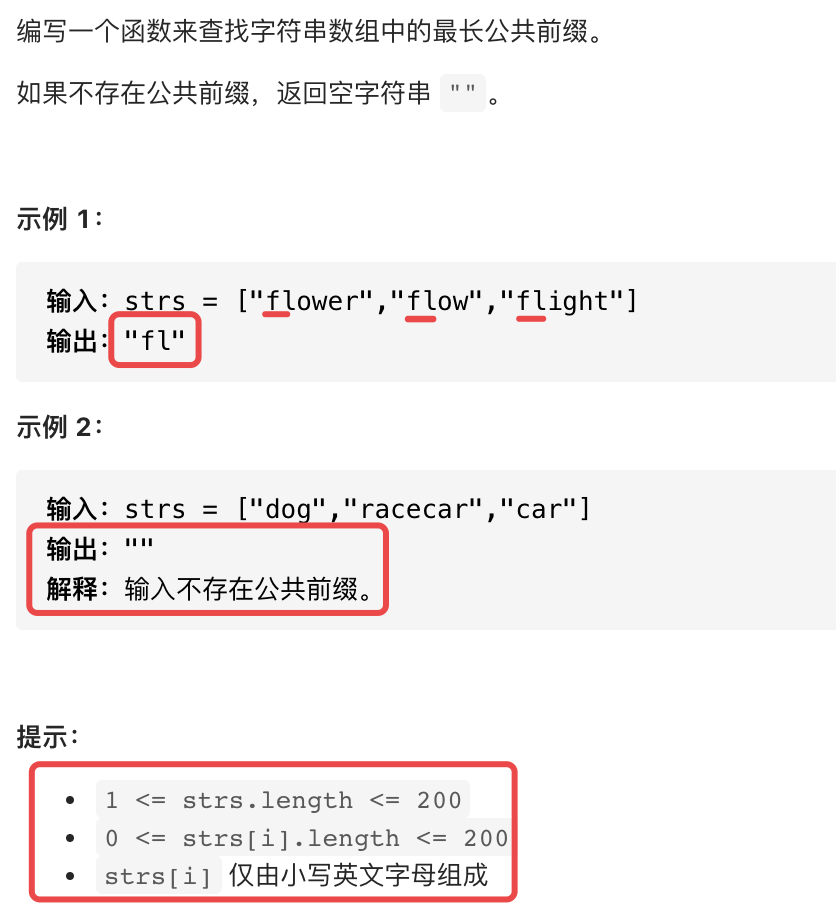 编写一个函数来查找字符串数组中的最长公共前缀。
如果不存在公共前缀，返回空字符串 ""。
示例 1：
输入：strs = ["flower","flow","flight"]
输出："fl"
示例 2：
输入：strs = ["dog","racecar","car"]
输出：""
解释：输入不存在公共前缀。
提示：
• 1 <= strs.length <= 200
• 0 <= strs[i].length <= 200
• strs[i] 仅由小写英文字母组成